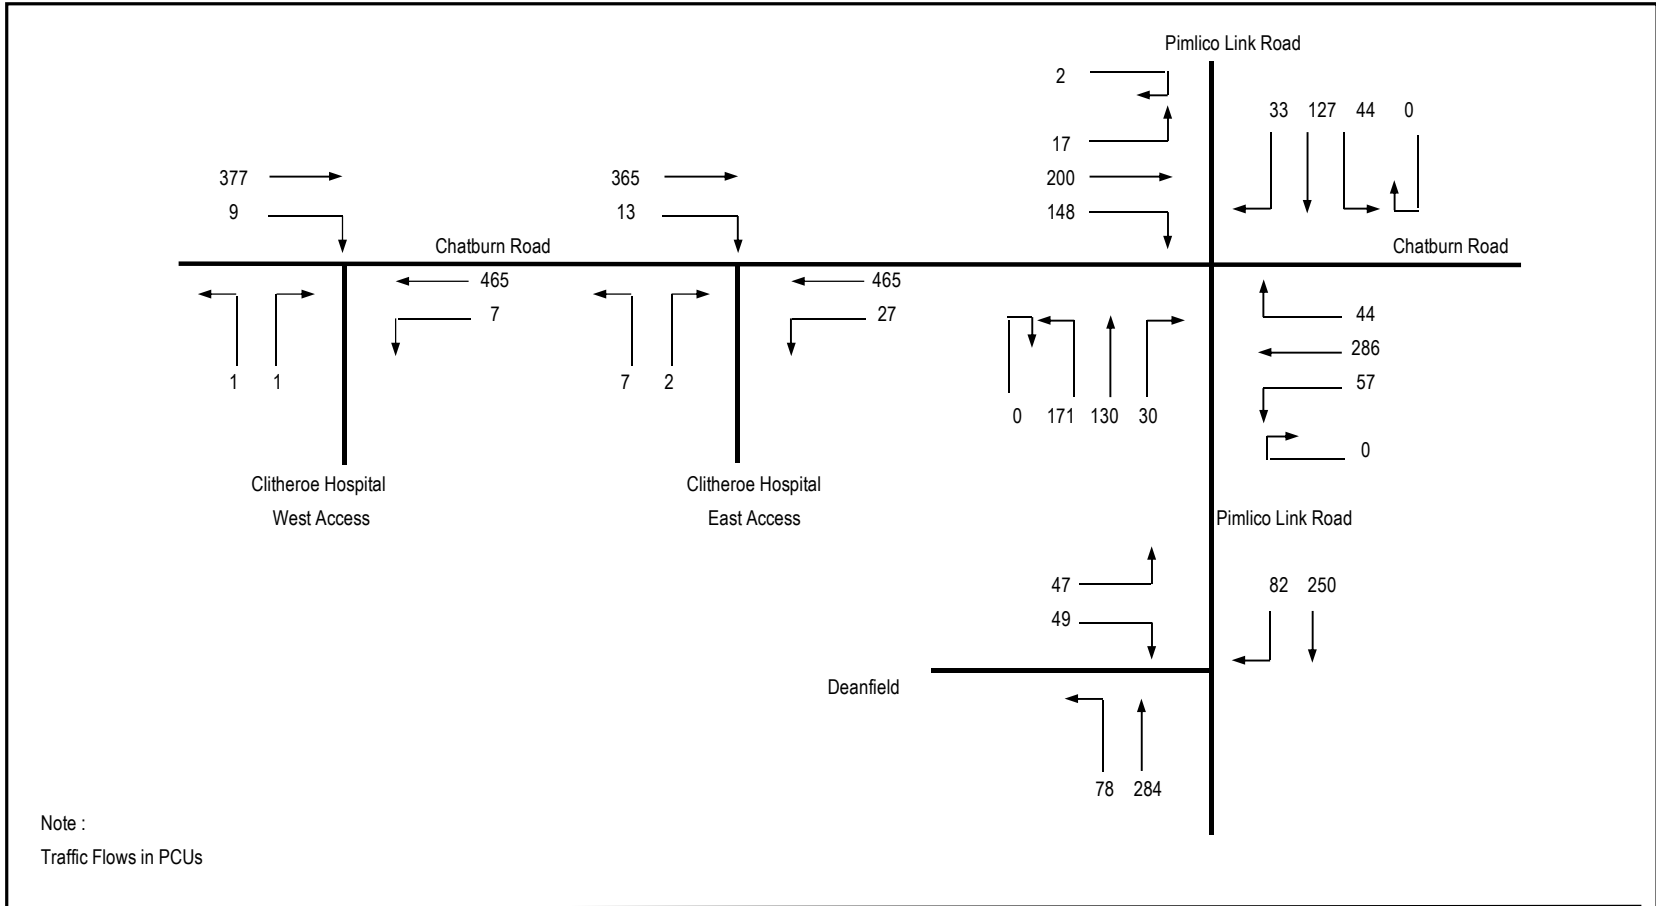 Pimlico Link Road
2
33 127 44 0
17
377 365 200
9 13 148
Chatburn Road Chatburn Road
465 465
7 27 44
286
1 1 7 2 57
0 171 130 30
0
Clitheroe Hospital Clitheroe Hospital
West Access East Access Pimlico Link Road
47 82 250
49
Deanfield
78 284
Note :
Traffic Flows in PCUs